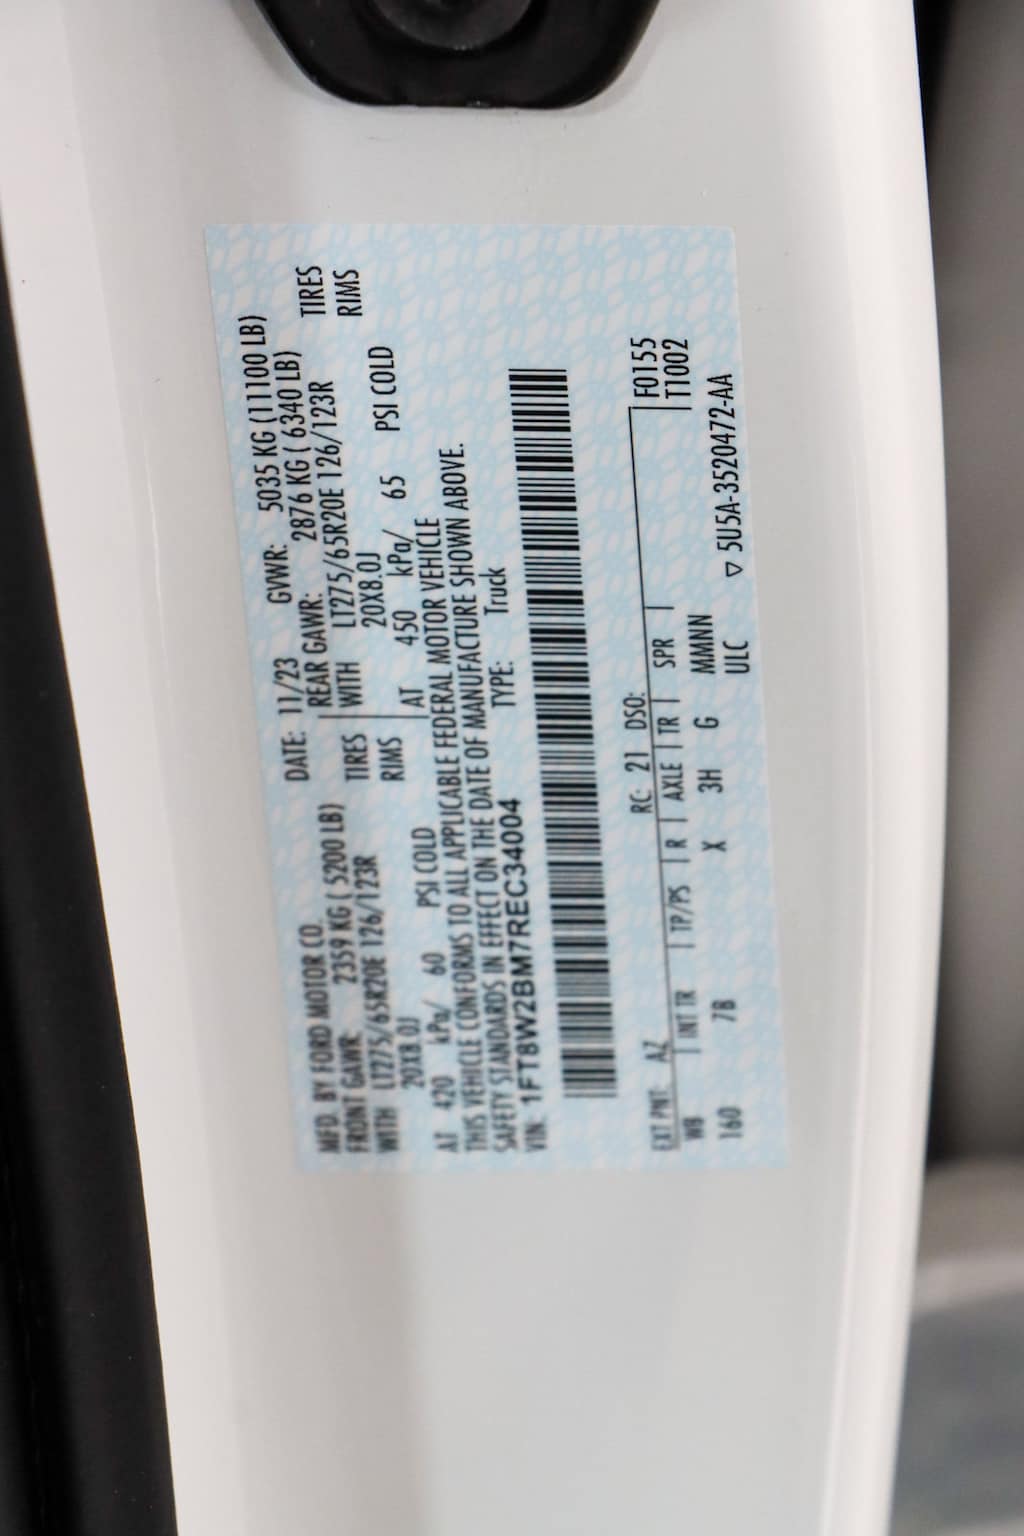 MFD. BY FORD MOTOR CO. DATE: 11/23 GVWR: 5035 KG (11100 LB)
FRONT GAWR: 2359 KG ( 5200 LB) REAR GAWR: 2876 KG ( 6340 LB)
WITH LT275/65R20E 126/123R TIRES WITH LT275/65R20E 126/123R TIRES
20X8.0J RIMS 20X8.0J RIMS
AT 420 kPa/ 60 PSI COLD AT 450 kPa/ 65 PSI COLD
THIS VEHICLE CONFORMS TO ALL APPLICABLE FEDERAL MOTOR VEHICLE
SAFETY STANDARDS IN EFFECT ON THE DATE OF MANUFACTURE SHOWN ABOVE.
VIN: 1FT8W2BM7REC34004 TYPE: Truck
EXT PNT: AZ RC: 21 DSO: F0155
WB INT TR TP/PS R AXLE TR SPR T1002
160 7B X 3H G MMNN ▽ 5U5A-3520472-AA
ULC